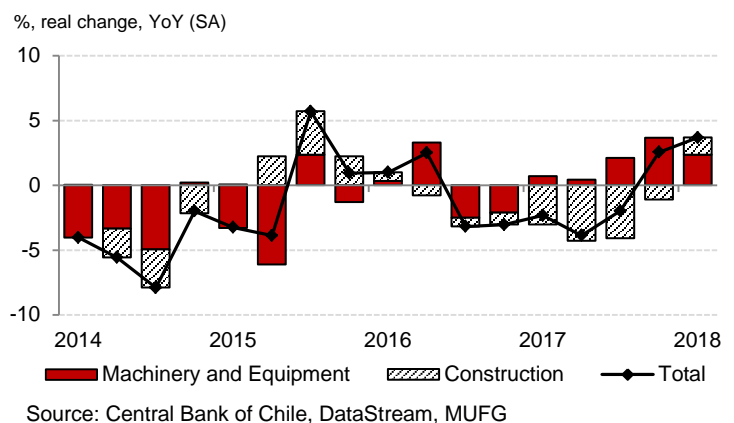 %, real change, YoY (SA)
10
5
0
-5
-10
2014 2015 2016 2017 2018
Machinery and Equipment Construction Total
Source: Central Bank of Chile, DataStream, MUFG